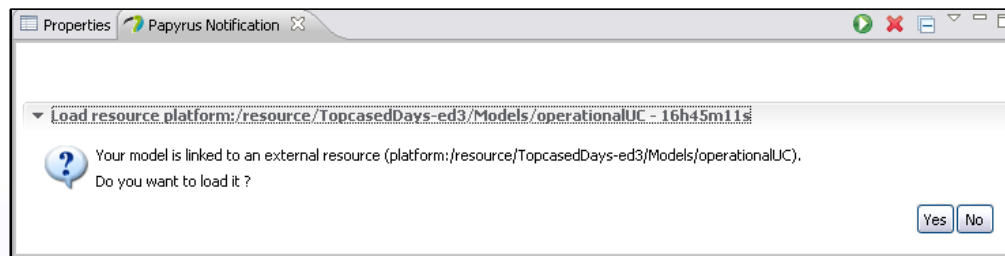 Properties Papyrus Notification
Load resource platform:/resource/TopcasedDays-ed3/Models/operationalUC - 16h45m11s
Your model is linked to an external resource (platform:/resource/TopcasedDays-ed3/Models/operationalUC).
Do you want to load it ?
Yes No